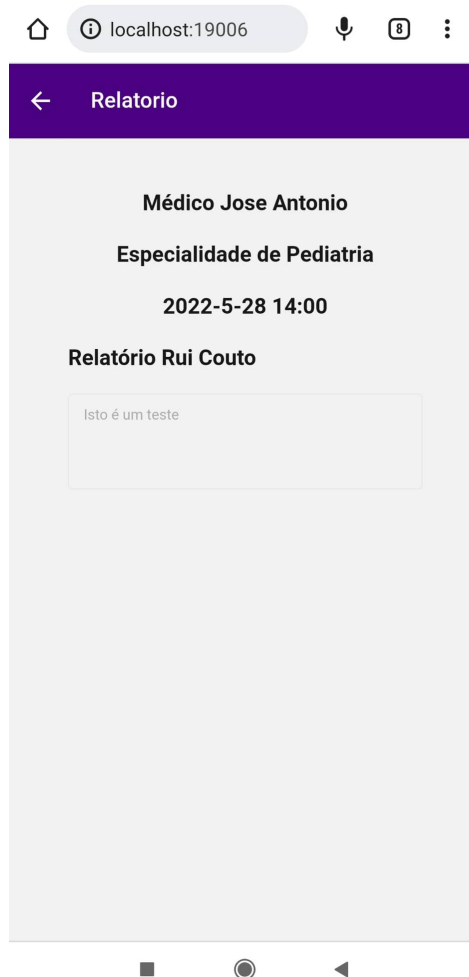 localhost:19006
8
Relatorio
Médico Jose Antonio
Especialidade de Pediatria
2022-5-28 14:00
Relatório Rui Couto
Isto é um teste